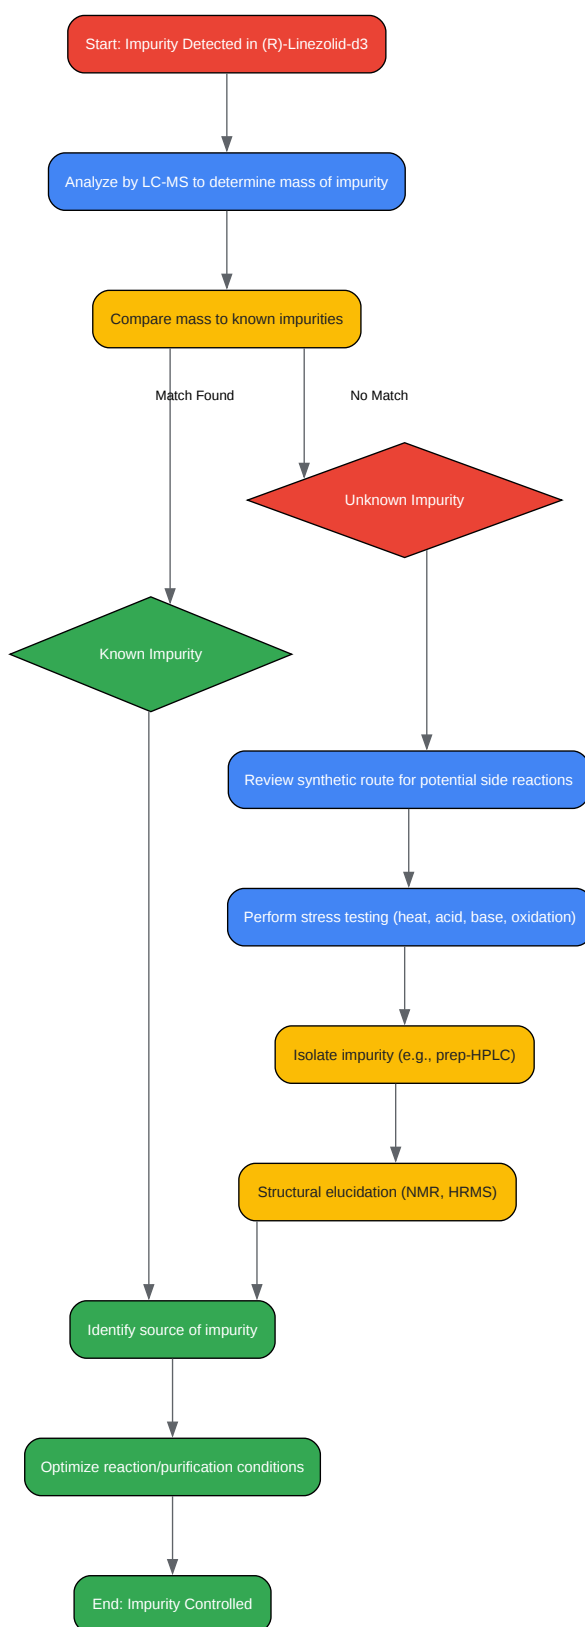 Start: Impurity Detected in (R)-Linezolid-d3
Analyze by LC-MS to determine mass of impurity
Compare mass to known impurities
Match Found
No Match
Unknown Impurity
Known Impurity
Review synthetic route for potential side reactions
Perform stress testing (heat, acid, base, oxidation)
Isolate impurity (e.g., prep-HPLC)
Structural elucidation (NMR, HRMS)
Identify source of impurity
Optimize reaction/purification conditions
End: Impurity Controlled